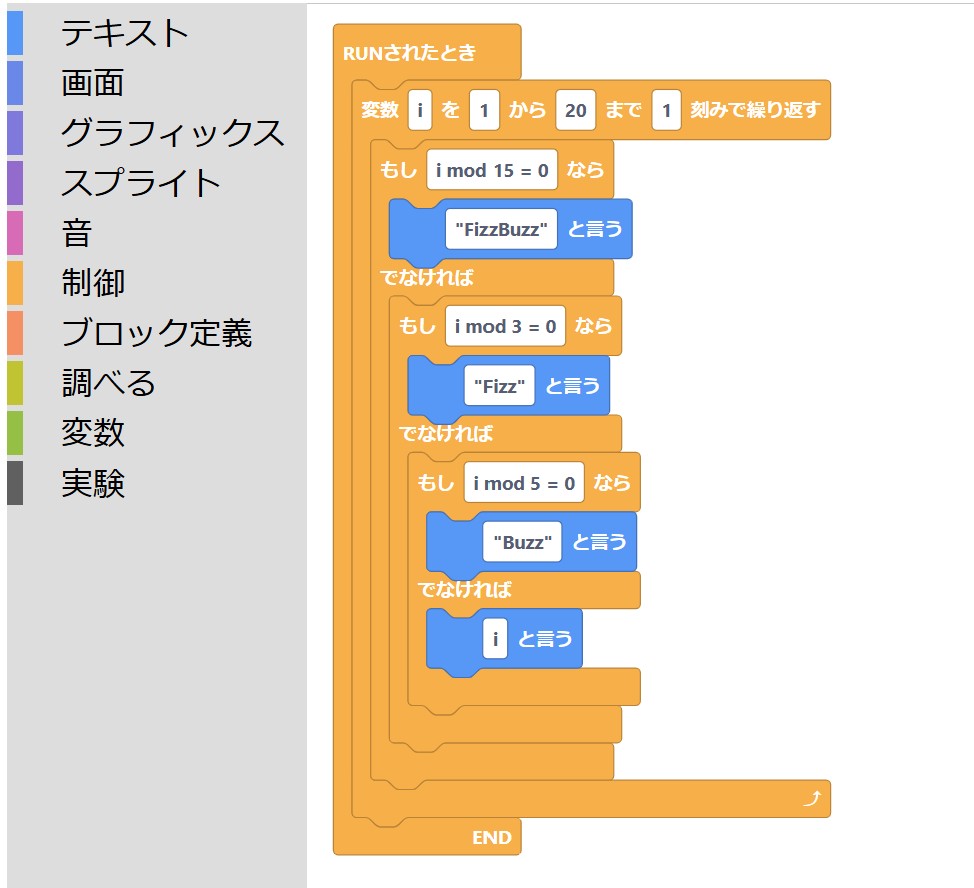 テキスト
画面
グラフィックス
スプライト
音
制御
ブロック定義
調べる
変数
実験
RUNされたとき
変数 i を 1 から 20 まで 1 刻みで繰り返す
もし i mod 15 = 0 なら
"FizzBuzz" と言う
でなければ
もし i mod 3 = 0 なら
"Fizz" と言う
でなければ
もし i mod 5 = 0 なら
"Buzz" と言う
でなければ
i と言う
END